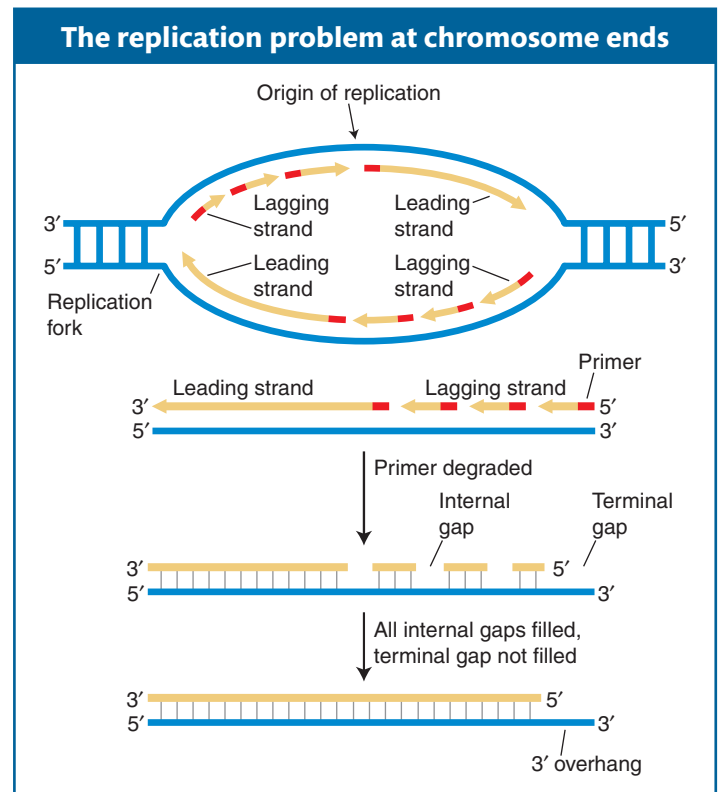 The replication problem at chromosome ends
Origin of replication
Lagging
strand
Leading
strand
3′
5′
5′
3′
Leading
strand
Lagging
strand
Replication
fork
Primer
Leading strand
Lagging strand
3′
5′
5′
3′
Primer degraded
Internal
gap
Terminal
gap
3′
5′
5′
3′
All internal gaps filled,
terminal gap not filled
3′
5′
5′
3′
3′ overhang